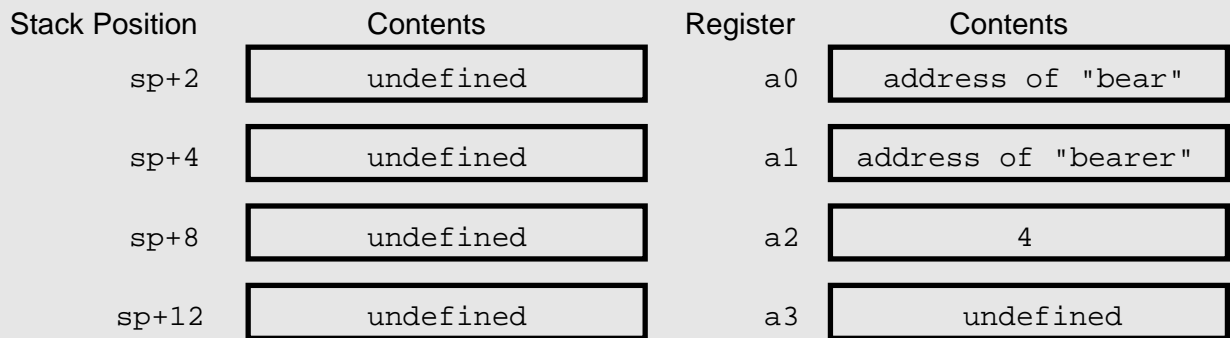 Stack Position Contents Register Contents
sp+2 undefined a0 address of "bear"
sp+4 undefined a1 address of "bearer"
sp+8 undefined a2 4
sp+12 undefined a3 undefined